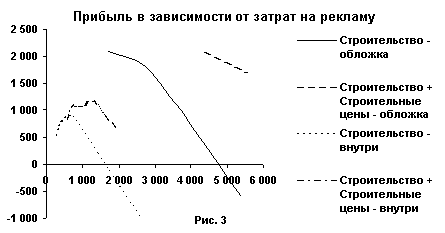 Прибыль в зависимости от затрат на рекламу
2 500
2 000
1 500
1 000
500
0
-500
-1 000
0
1 000
2 000
3 000
4 000
5 000
6 000
Рис. 3
Строительство -
обложка
Строительство +
Строительные
цены - обложка
Строительство -
внутри
Строительство +
Строительные
цены - внутри